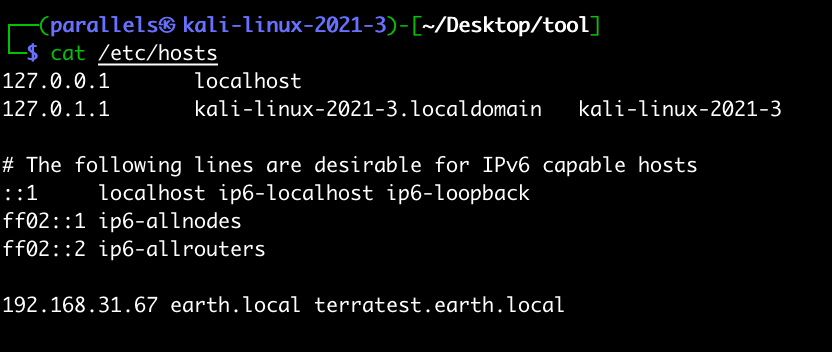 (parallels㉿kali-linux-2021-3)-[~/Desktop/tool]
$ cat /etc/hosts
127.0.0.1 localhost
127.0.1.1 kali-linux-2021-3.localdomain kali-linux-2021-3
# The following lines are desirable for IPv6 capable hosts
::1 localhost ip6-localhost ip6-loopback
ff02::1 ip6-allnodes
ff02::2 ip6-allrouters
192.168.31.67 earth.local terratest.earth.local